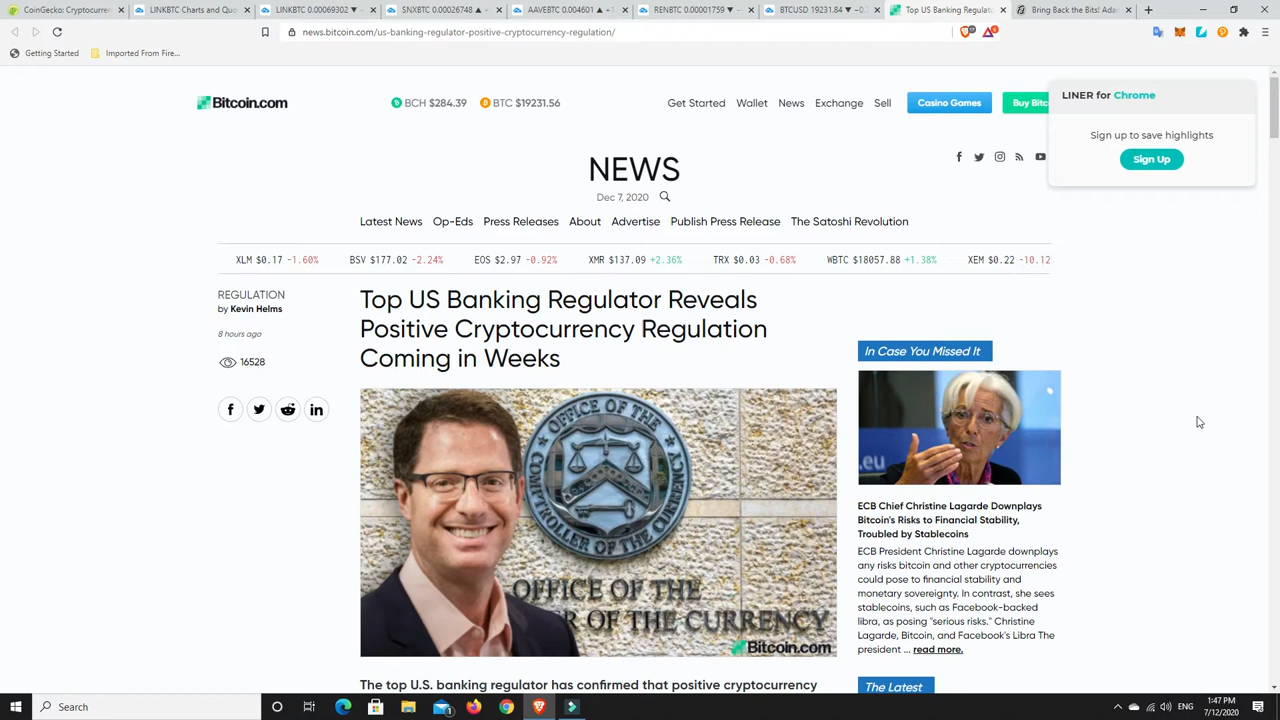 CoinGecko: Cryptocurrenc
LINKBTC Charts and Quo
LINKBTC 0.00069302 ▼
SNXBTC 0.00026748 ▲
AAVEBTC 0.004601 ▲
RENBTC 0.00001759
BTCUSD 19231.84 ▼
Top US Banking Regulato
Bring Back the Bits! Ada
news.bitcoin.com/us-banking-regulator-positive-cryptocurrency-regulation/
Getting Started
Imported From Fire...
Bitcoin.com
BCH $284.39
BTC $19231.56
Get Started
Wallet
News
Exchange
Sell
Casino Games
Buy Bitc
LINER for Chrome
Sign up to save highlights
Sign Up
NEWS
Dec 7, 2020
Latest News
Op-Eds
Press Releases
About
Advertise
Publish Press Release
The Satoshi Revolution
XLM $0.17 -1.60%
BSV $177.02 -2.24%
EOS $2.97 -0.92%
XMR $137.09 +2.36%
TRX $0.03 -0.68%
WBTC $18057.88 +1.38%
XEM $0.22 -10.12
REGULATION
by Kevin Helms
8 hours ago
16528
Top US Banking Regulator Reveals
Positive Cryptocurrency Regulation
Coming in Weeks
OFFICE OF THE
COMPTROLLER OF THE CURRENCY
OFFICE OF THE
R OF THE CURRENCY
Bitcoin.com
The top U.S. banking regulator has confirmed that positive cryptocurrency
In Case You Missed It
.eu
ECB Chief Christine Lagarde Downplays
Bitcoin's Risks to Financial Stability,
Troubled by Stablecoins
ECB President Christine Lagarde downplays
any risks bitcoin and other cryptocurrencies
could pose to financial stability and
monetary sovereignty. In contrast, she sees
stablecoins, such as Facebook-backed
libra, as posing "serious risks." Christine
Lagarde, Bitcoin, and Facebook's Libra The
president ... read more.
The Latest
Search
ENG
1:47 PM
7/12/2020